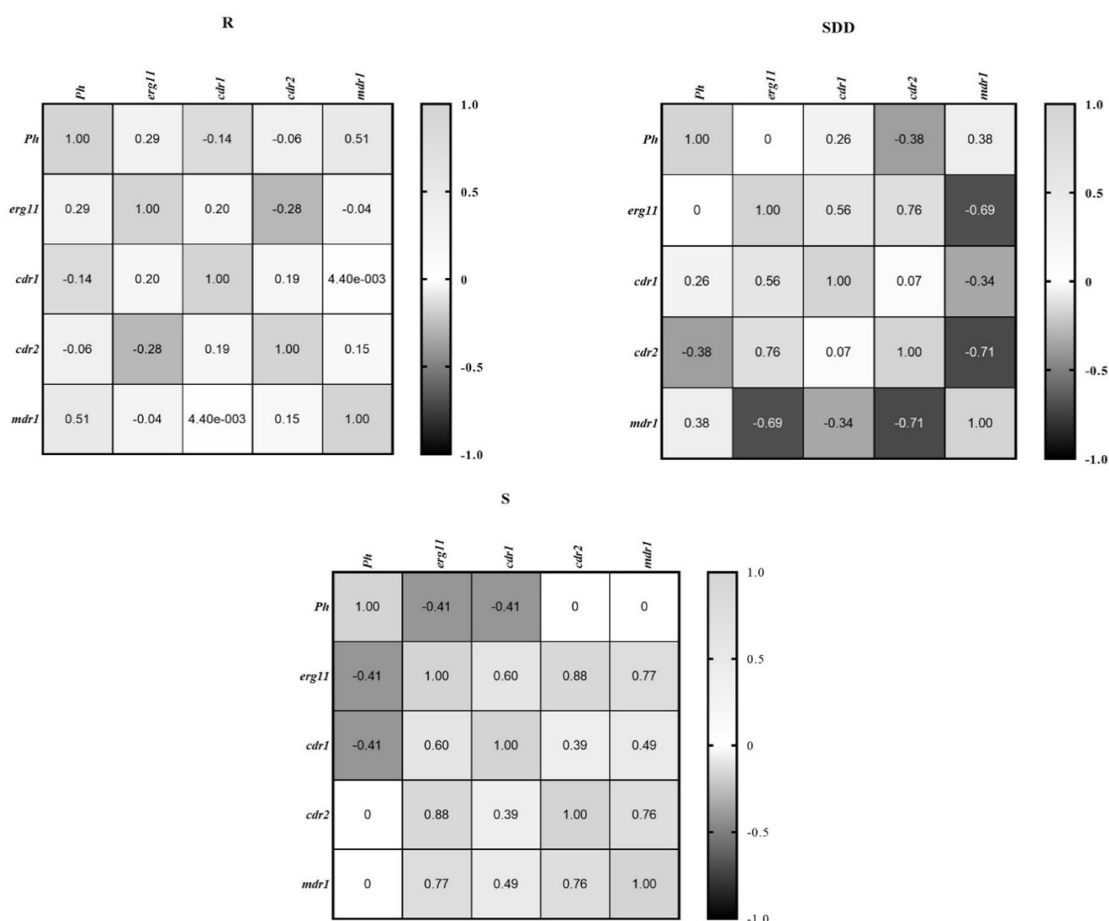 R
Ph erg11 cdr1 cdr2 mdr1
Ph 1.00 0.29 -0.14 -0.06 0.51
erg11 0.29 1.00 0.20 -0.28 -0.04
cdr1 -0.14 0.20 1.00 0.19 4.40e-003
cdr2 -0.06 -0.28 0.19 1.00 0.15
mdr1 0.51 -0.04 4.40e-003 0.15 1.00
1.0
0.5
0
-0.5
-1.0
SDD
Ph erg11 cdr1 cdr2 mdr1
Ph 1.00 0 0.26 -0.38 0.38
erg11 0 1.00 0.56 0.76 -0.69
cdr1 0.26 0.56 1.00 0.07 -0.34
cdr2 -0.38 0.76 0.07 1.00 -0.71
mdr1 0.38 -0.69 -0.34 -0.71 1.00
1.0
0.5
0
-0.5
-1.0
S
Ph erg11 cdr1 cdr2 mdr1
Ph 1.00 -0.41 -0.41 0 0
erg11 -0.41 1.00 0.60 0.88 0.77
cdr1 -0.41 0.60 1.00 0.39 0.49
cdr2 0 0.88 0.39 1.00 0.76
mdr1 0 0.77 0.49 0.76 1.00
1.0
0.5
0
-0.5
-1.0